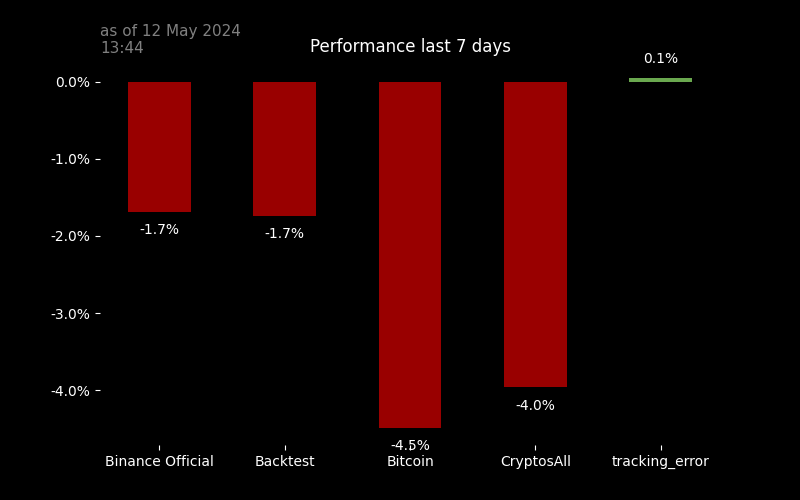 as of 12 May 2024
13:44
Performance last 7 days
0.1%
0.0%
-1.0%
-2.0%
-3.0%
-4.0%
-1.7%
-1.7%
-4.5%
-4.0%
Binance Official
Backtest
Bitcoin
CryptosAll
tracking_error